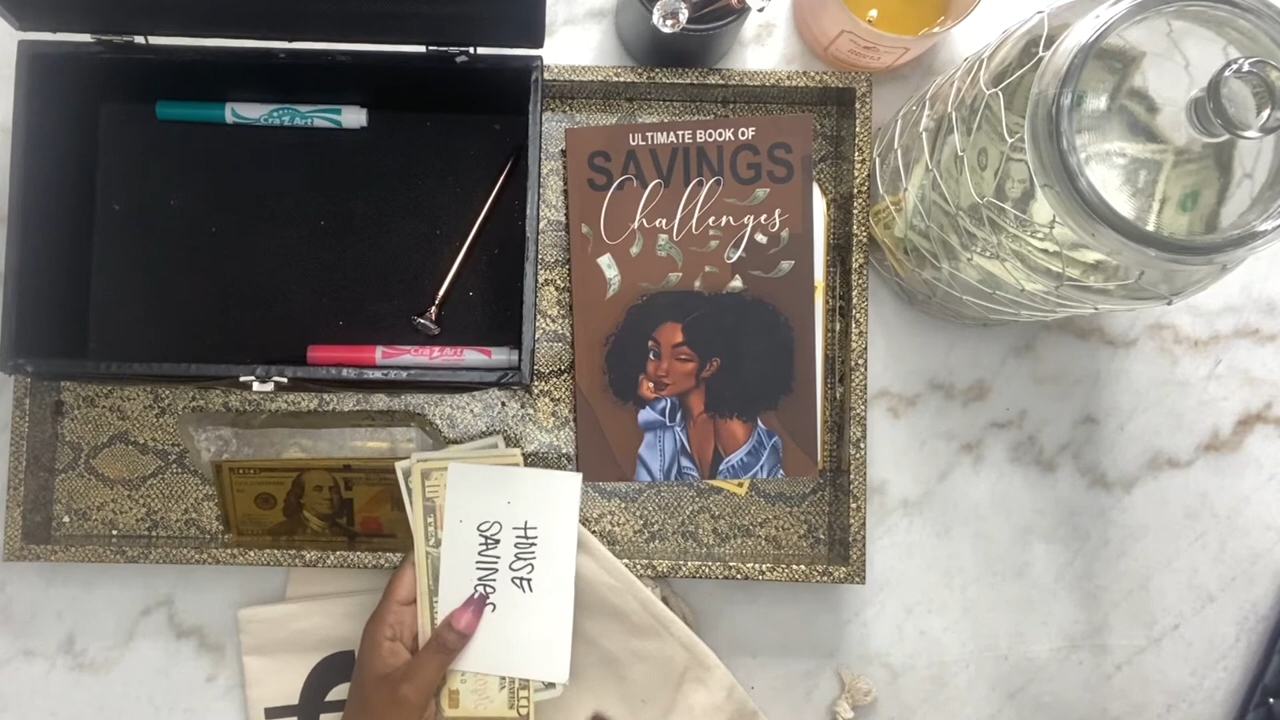 Cra-Z-Art
ULTIMATE BOOK OF
SAVINGS
Challenges
Cra-Z-Art
HOUSE
SAVINGS